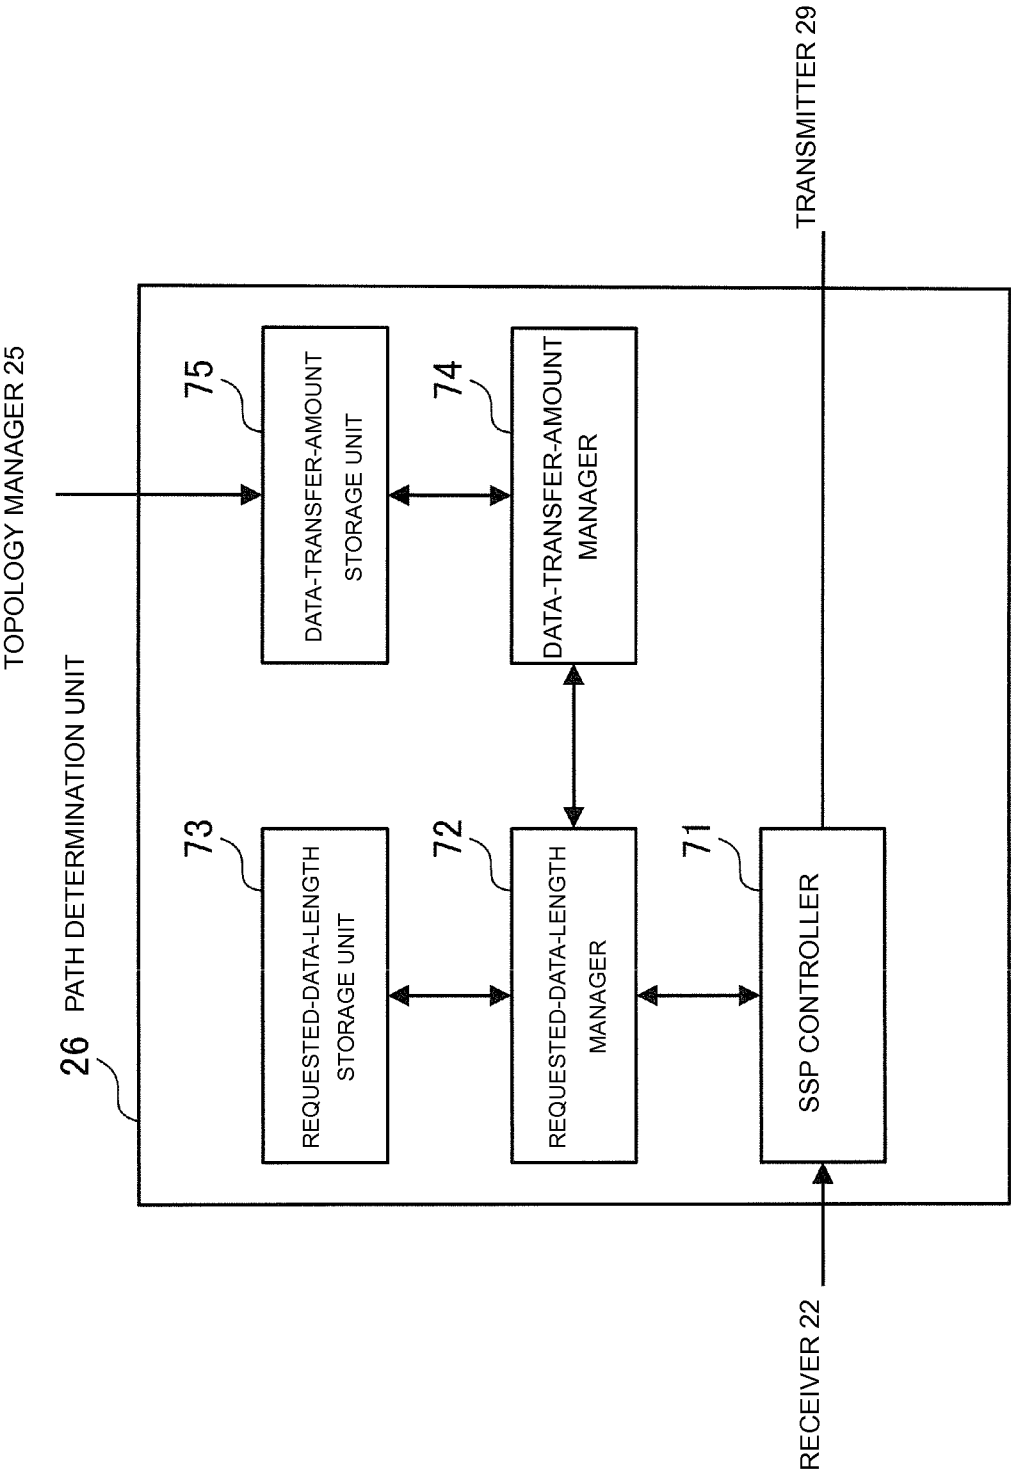 TOPOLOGY MANAGER 25
26 PATH DETERMINATION UNIT
73
REQUESTED-DATA-LENGTH
STORAGE UNIT
75
DATA-TRANSFER-AMOUNT
STORAGE UNIT
72
REQUESTED-DATA-LENGTH
MANAGER
74
DATA-TRANSFER-AMOUNT
MANAGER
71
SSP CONTROLLER
RECEIVER 22
TRANSMITTER 29